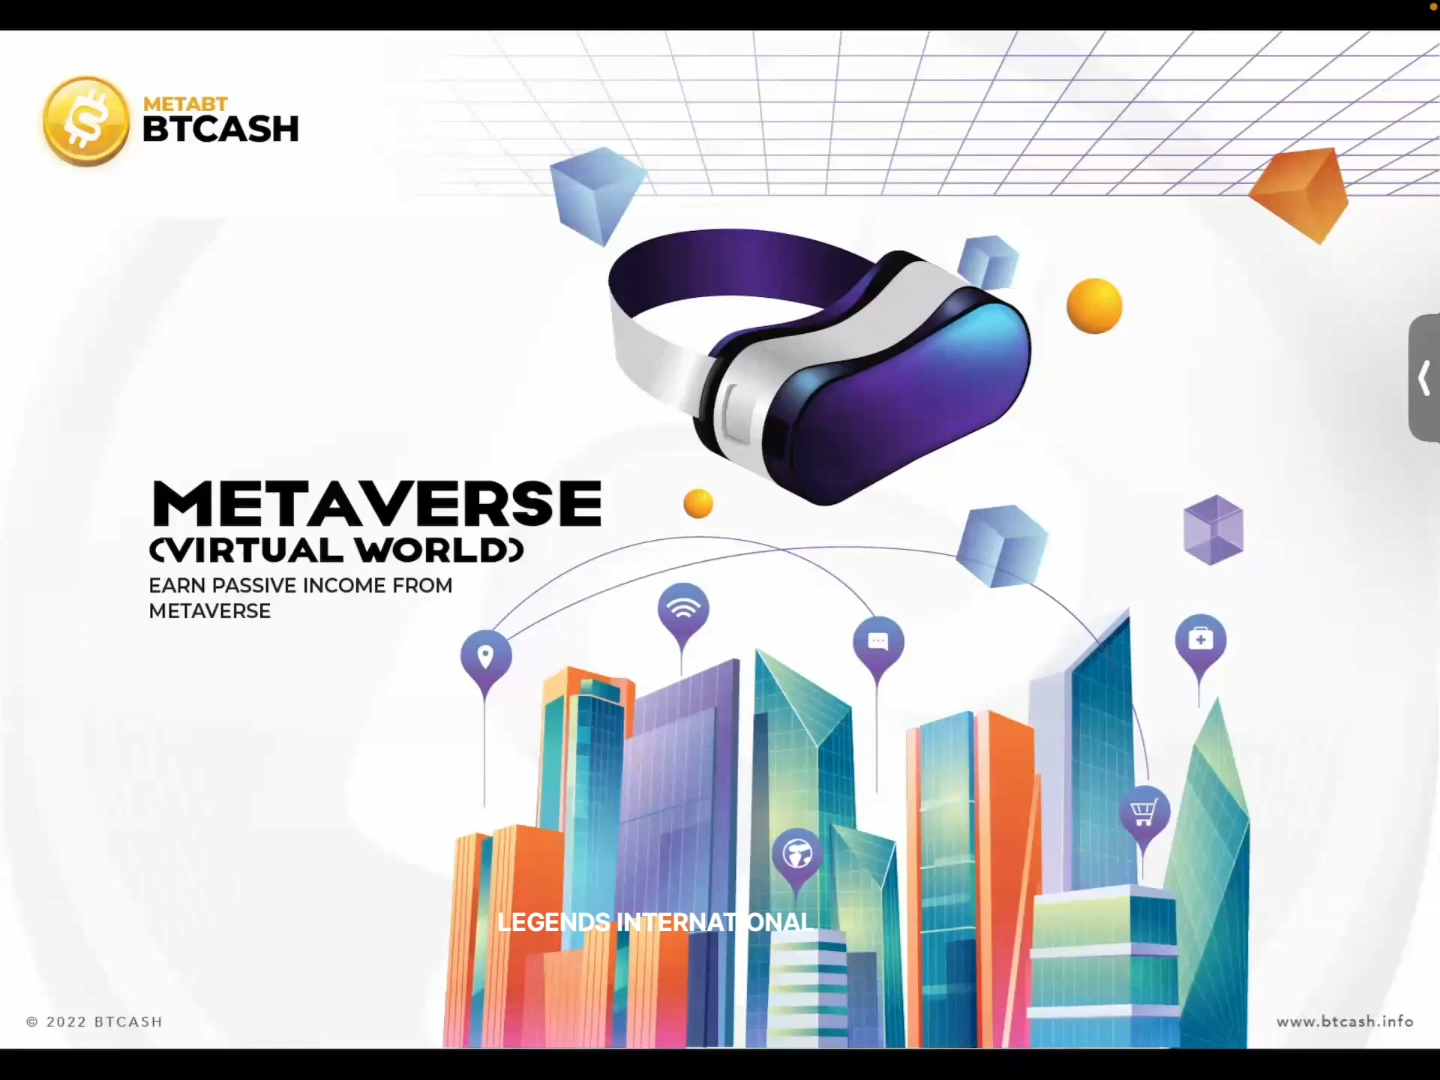 METABT
BTCASH
METAVERSE
(VIRTUAL WORLD)
EARN PASSIVE INCOME FROM
METAVERSE
LEGENDS INTERNATIONAL
© 2022 BTCASH
www.btcash.info